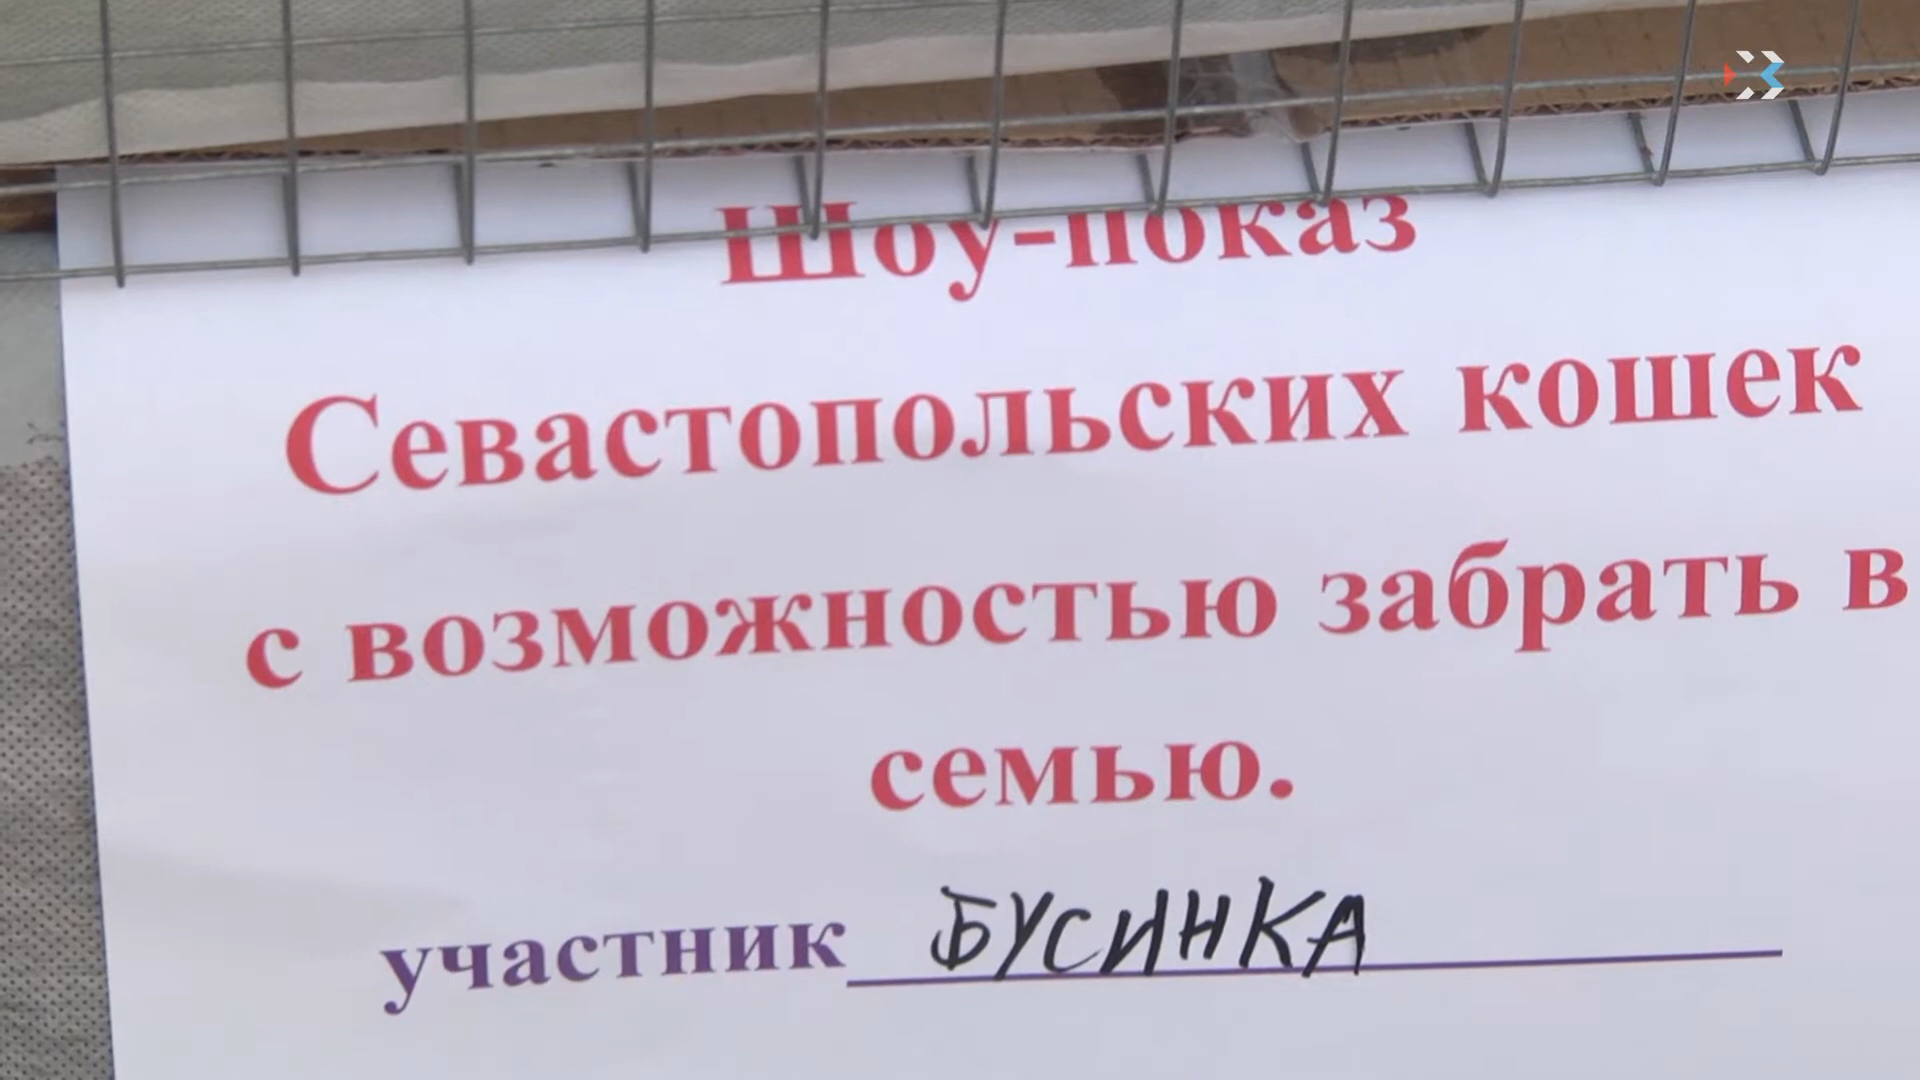 Шоу-показ
Севастопольских кошек
с возможностью забрать в
семью.
участник БУСИНКА